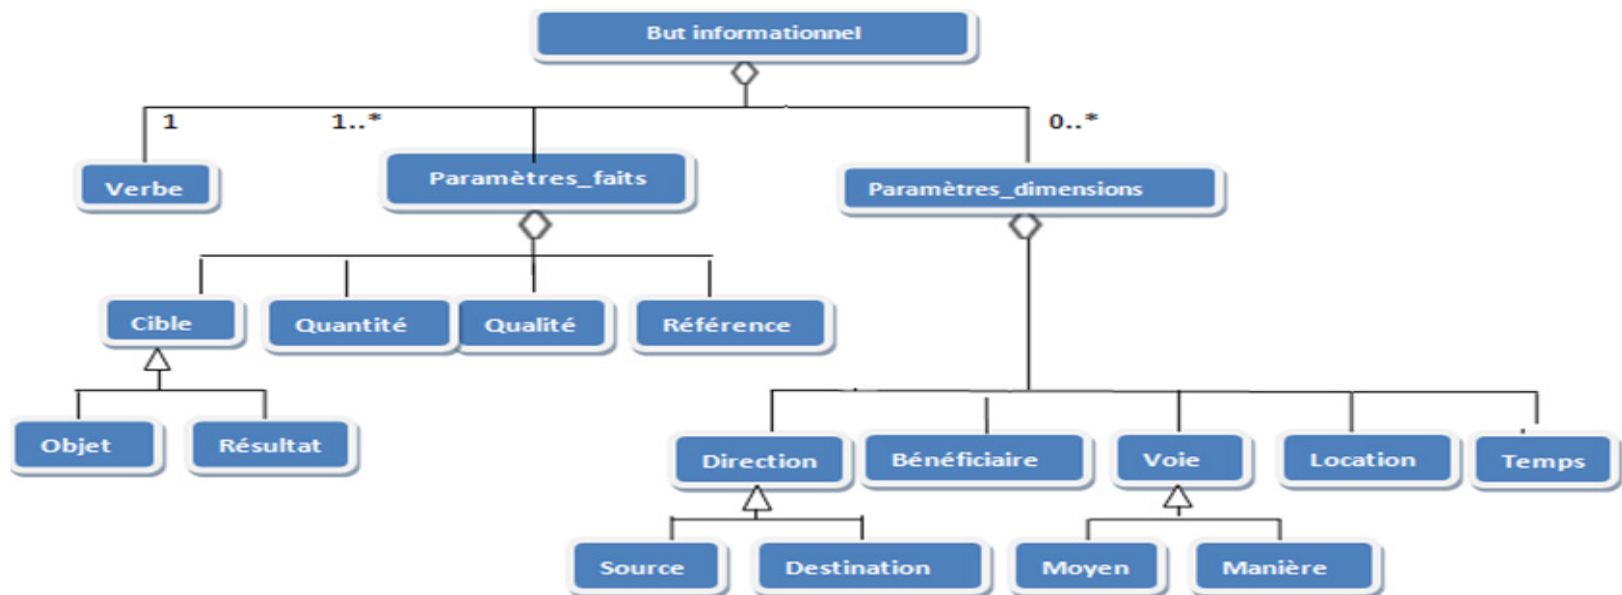 But informationnel
1
1..*
0..*
Verbe
Paramètres_faits
Paramètres_dimensions
Cible
Quantité
Qualité
Référence
Objet
Résultat
Direction
Bénéficiaire
Voie
Location
Temps
Source
Destination
Moyen
Manière